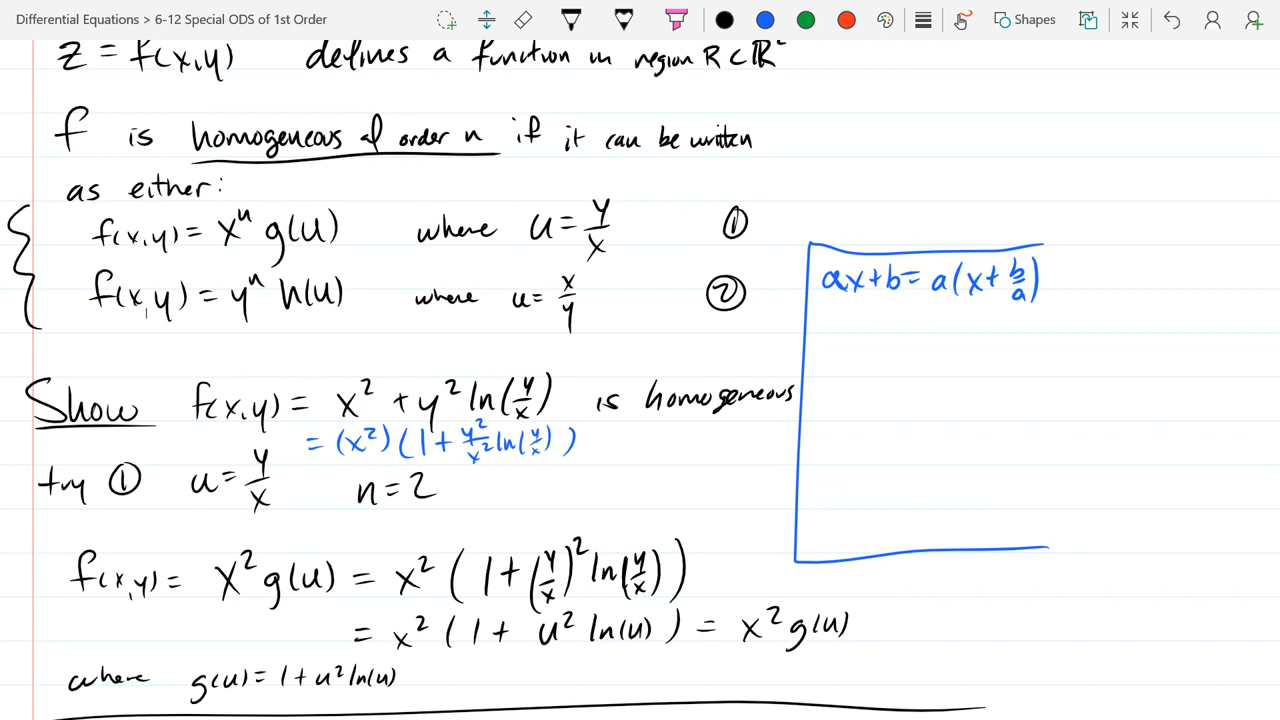 Differential Equations > 6-12 Special ODS of 1st Order
Shapes
z = f(x,y) defines a function in region R ⊂ ℝ²
f is homogeneous of order n if it can be written
as either:
f(x,y) = xⁿ g(u) where u = y/x ①
f(x,y) = yⁿ h(u) where u = x/y ②
ax+b = a(x + b/a)
Show f(x,y) = x² + y² ln(y/x) is homogeneous
= (x²)(1 + y²/x² ln(y/x))
try ① u = y/x n = 2
f(x,y) = x² g(u) = x² (1 + (y/x)² ln(y/x))
= x² (1 + u² ln(u)) = x² g(u)
where g(u) = 1 + u² ln(u)